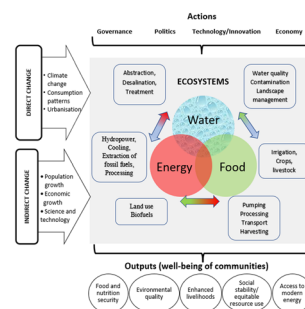 Actions
Governance Politics Technology/Innovation Economy
DIRECT CHANGE
• Climate
change
• Consumption
patterns
• Urbanisation
INDIRECT CHANGE
• Population
growth
• Economic
growth
• Science and
technology
ECOSYSTEMS
Abstraction,
Desalination,
Treatment
Water quality
Contamination
Landscape
management
Hydropower,
Cooling,
Extraction of
fossil fuels,
Processing
Water
Energy
Food
Irrigation,
Crops,
livestock
Land use
Biofuels
Pumping
Processing
Transport
Harvesting
Outputs (well-being of communities)
Food and
nutrition
security
Environmental
quality
Enhanced
livelihoods
Social
stability/
equitable
resource use
Access to
modern
energy